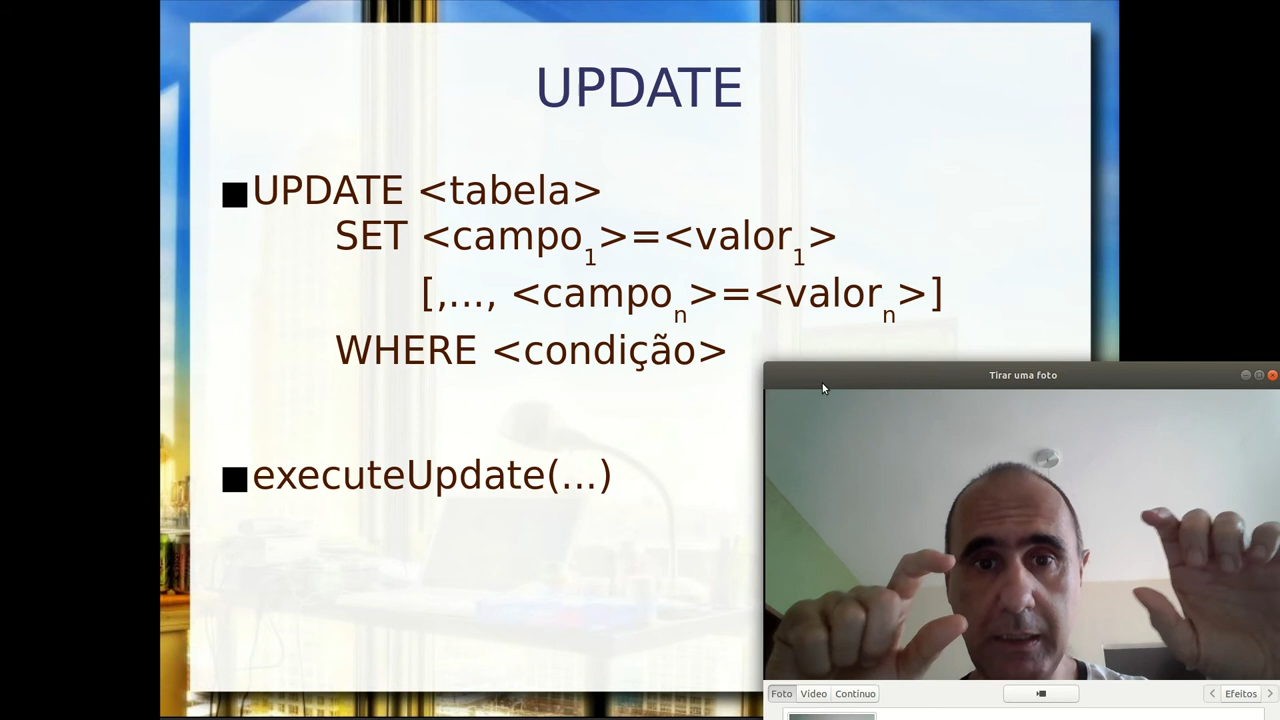 UPDATE
UPDATE <tabela>
SET <campo1>=<valor1>
[,..., <campon>=<valorn>]
WHERE <condição>
executeUpdate(...)
Tirar uma foto
Foto Vídeo Contínuo Efeitos